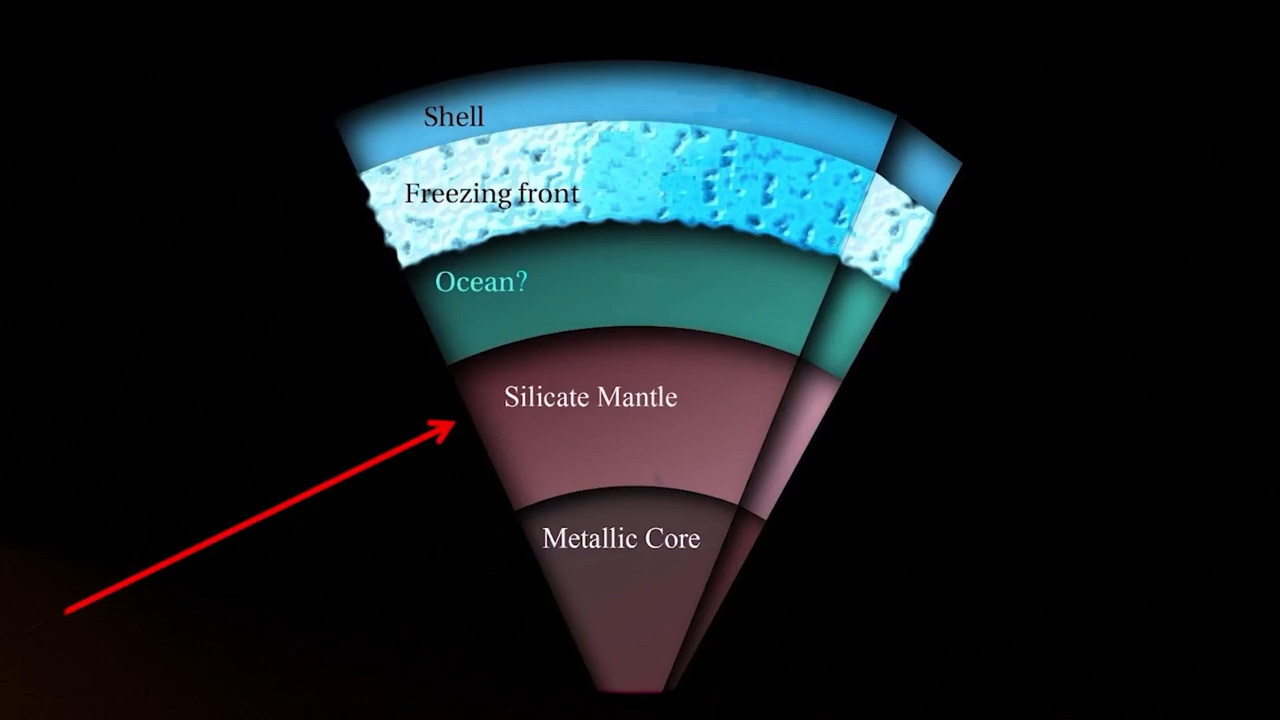 Shell
Freezing front
Ocean?
Silicate Mantle
Metallic Core